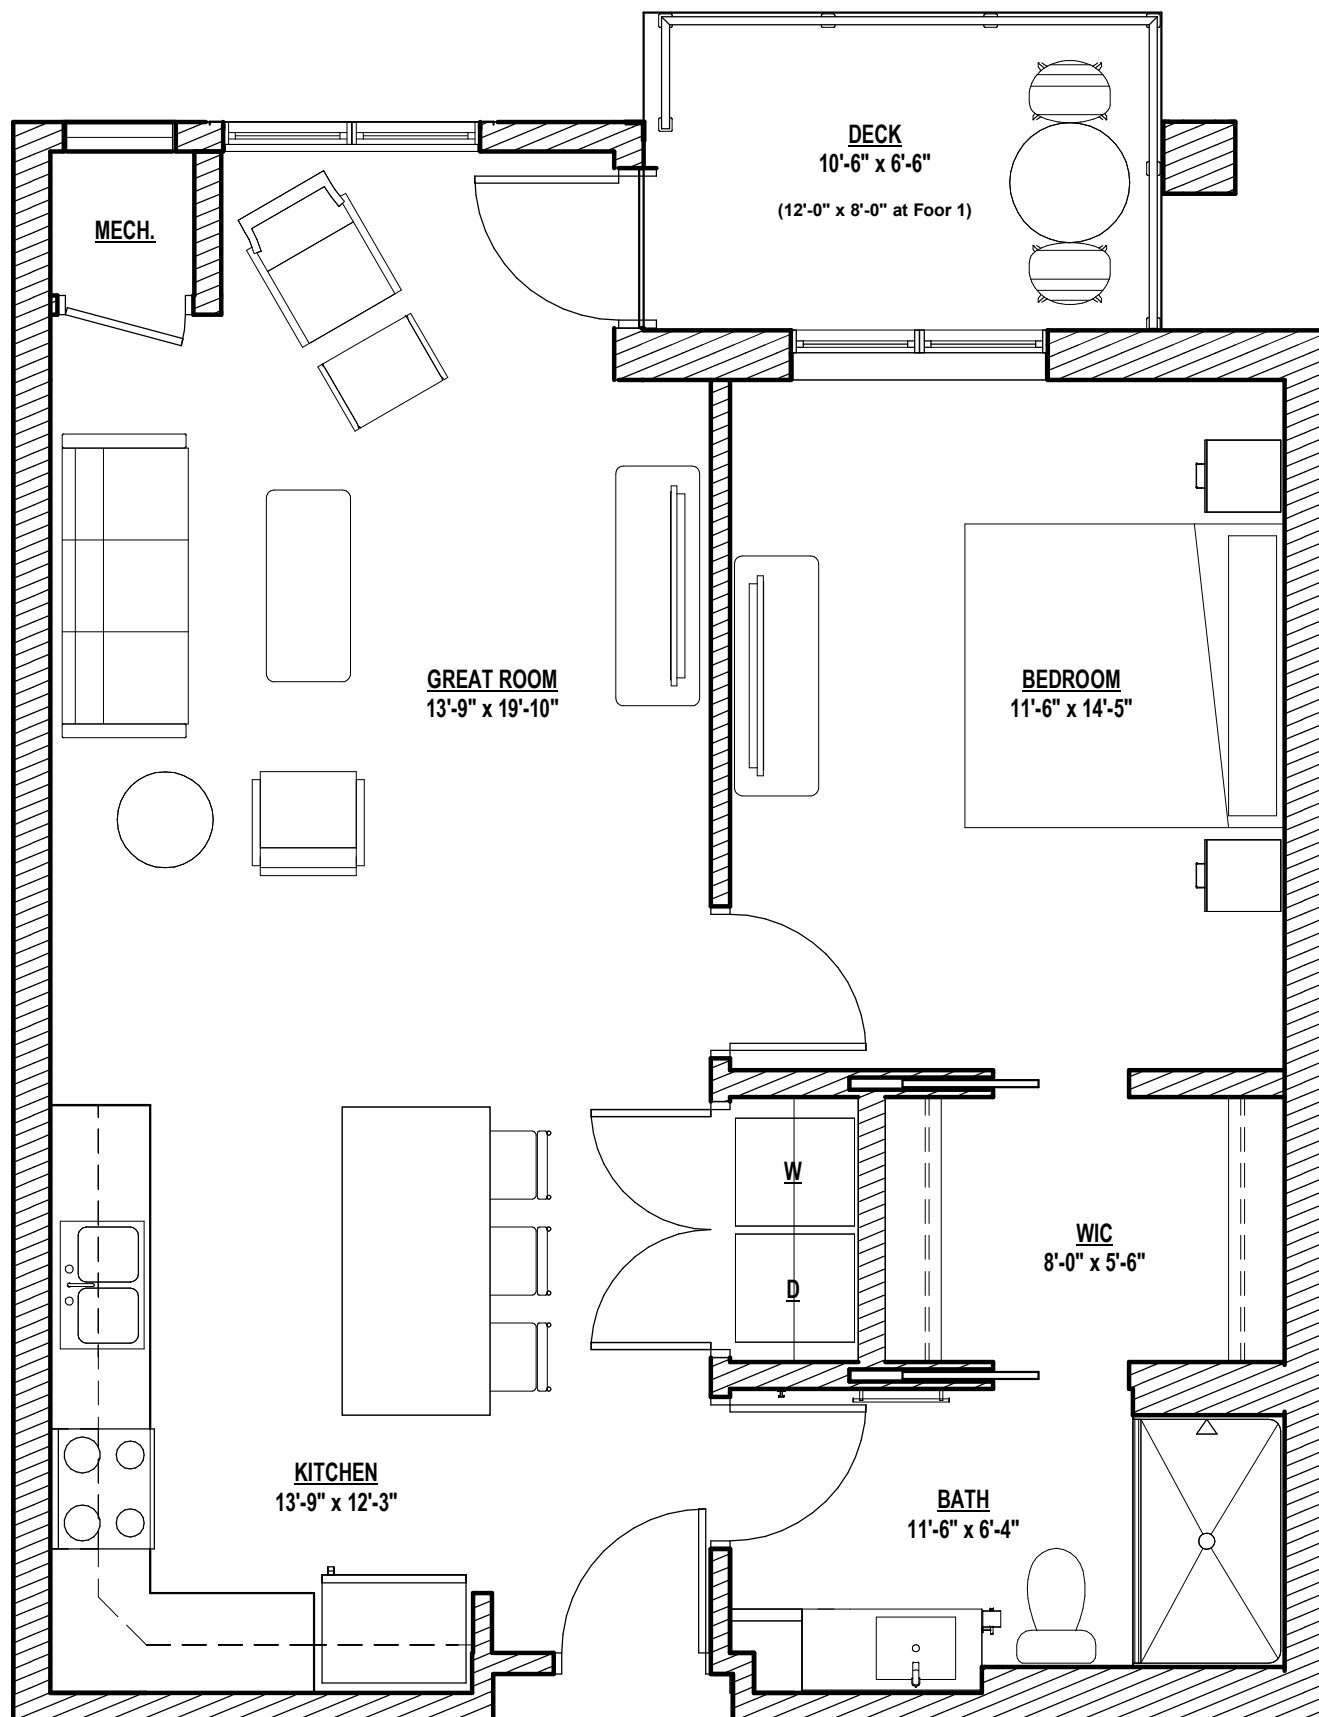 DECK
10'-6" x 6'-6"
(12'-0" x 8'-0" at Foor 1)
MECH.
GREAT ROOM
13'-9" x 19'-10"
BEDROOM
11'-6" x 14'-5"
W
D
WIC
8'-0" x 5'-6"
KITCHEN
13'-9" x 12'-3"
BATH
11'-6" x 6'-4"